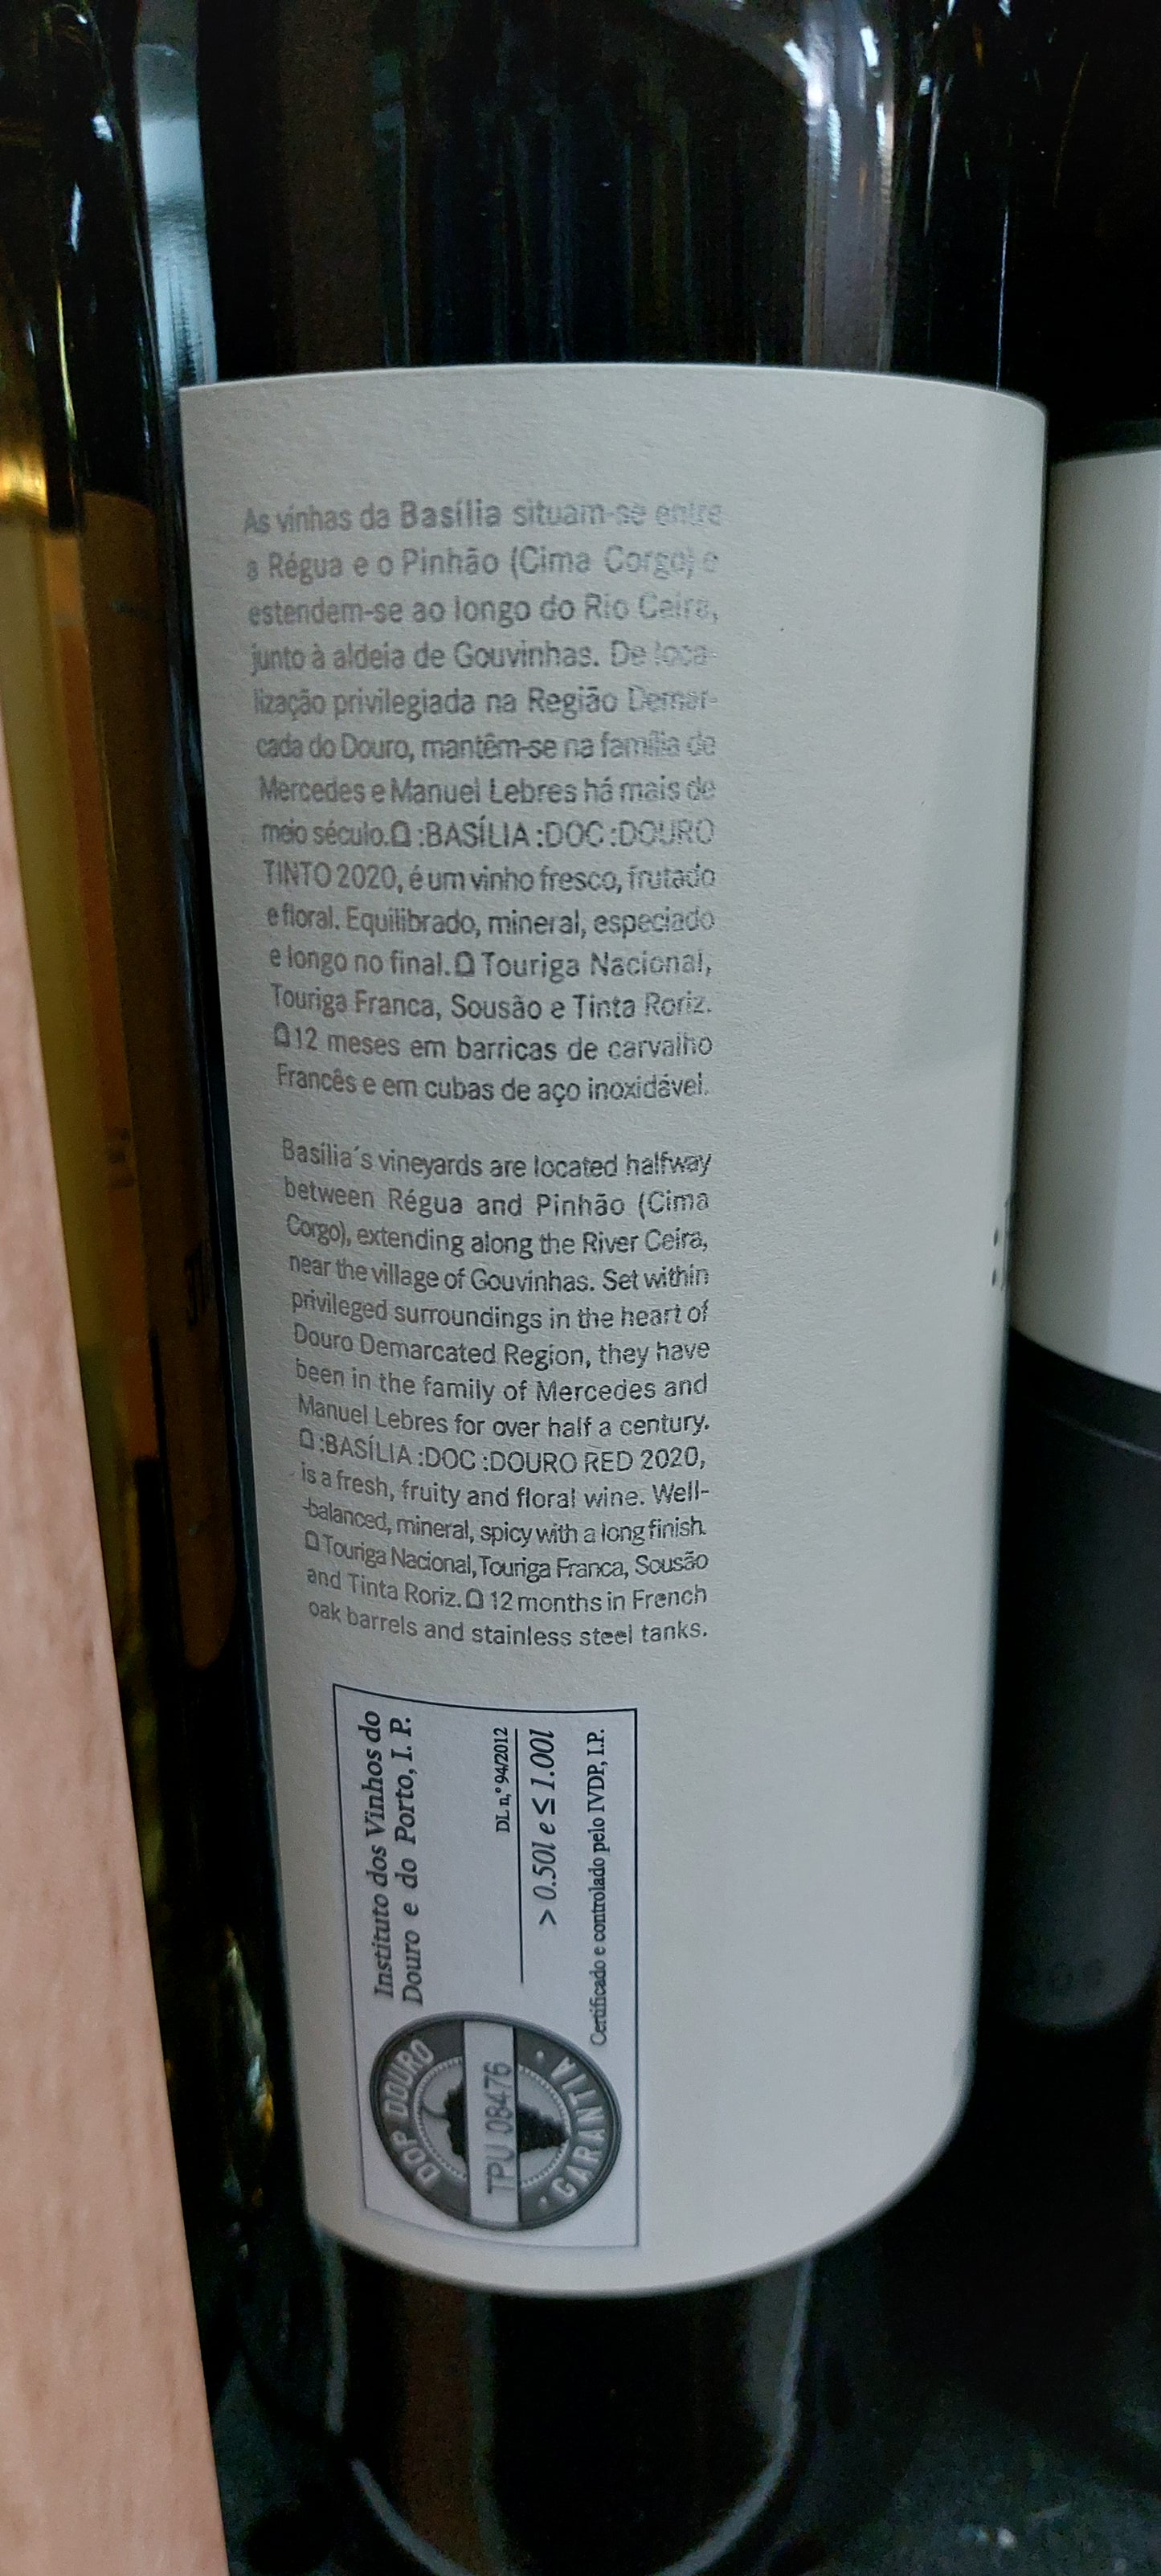 As vinhas da Basília situam-se entre
a Régua e o Pinhão (Cima Corgo) e
estendem-se ao longo do Rio Ceira,
junto à aldeia de Gouvinhas. De loca-
lização privilegiada na Região Demar-
cada do Douro, mantêm-se na família de
Mercedes e Manuel Lebres há mais de
meio século. :BASÍLIA :DOC :DOURO
TINTO 2020, é um vinho fresco, frutado
e floral. Equilibrado, mineral, especiado
e longo no final. Touriga Nacional,
Touriga Franca, Sousão e Tinta Roriz.
12 meses em barricas de carvalho
Francês e em cubas de aço inoxidável.
Basília´s vineyards are located halfway
between Régua and Pinhão (Cima
Corgo), extending along the River Ceira,
near the village of Gouvinhas. Set within
privileged surroundings in the heart of
Douro Demarcated Region, they have
been in the family of Mercedes and
Manuel Lebres for over half a century.
:BASÍLIA :DOC :DOURO RED 2020,
is a fresh, fruity and floral wine. Well-
-balanced, mineral, spicy with a long finish.
Touriga Nacional, Touriga Franca, Sousão
and Tinta Roriz. 12 months in French
oak barrels and stainless steel tanks.
Instituto dos Vinhos do
Douro e do Porto, I. P.
DL n,º 94/2012
> 0.50l e ≤ 1.00l
Certificado e controlado pelo IVDP, I.P.
DOP DOURO
TPU 08476
· GARANTIA ·